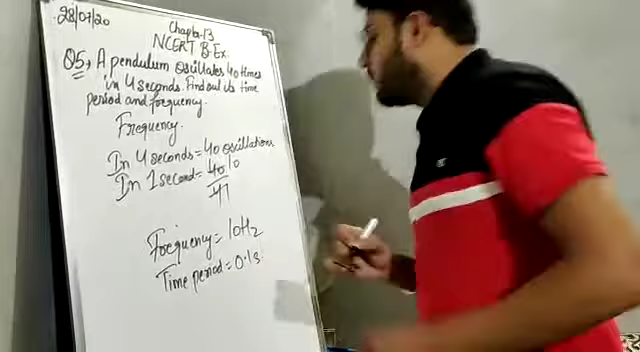 28/07/20
Chapter-13
NCERT B.Ex.
Q5, A pendulum oscillates 40 times
in 4 seconds. Find out its time
period and frequency.
Frequency.
In 4 seconds = 40 oscillations
In 1 second = 40 10
4 1
Frequency = 10Hz
Time period = 0.1s